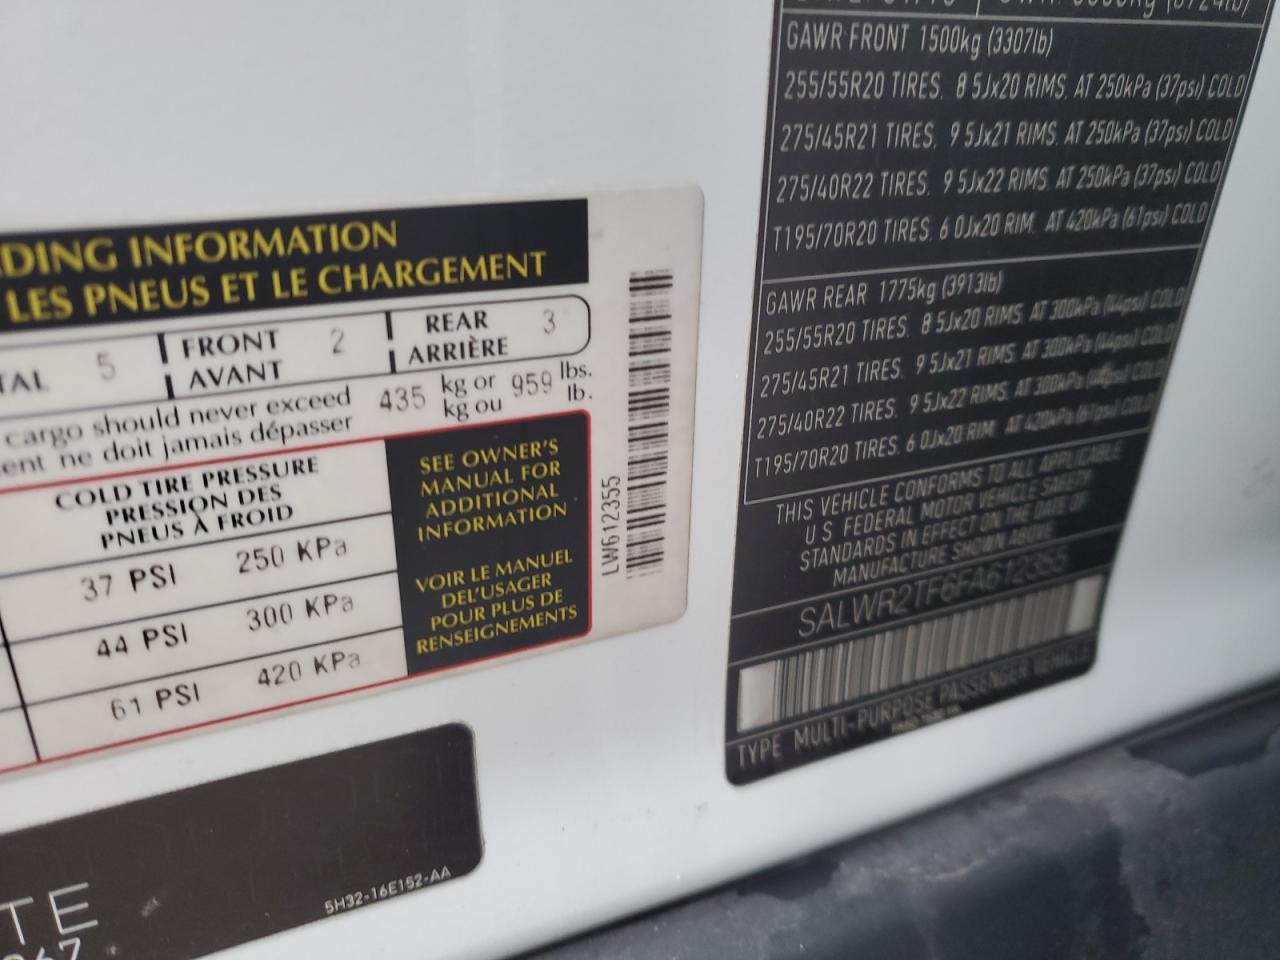 DING INFORMATION
LES PNEUS ET LE CHARGEMENT
TAL 5 FRONT AVANT 2 REAR ARRIÈRE 3
cargo should never exceed 435 kg or 959 lbs.
ent ne doit jamais dépasser kg ou lb.
COLD TIRE PRESSURE
PRESSION DES
PNEUS À FROID
37 PSI 250 KPa
44 PSI 300 KPa
61 PSI 420 KPa
SEE OWNER'S
MANUAL FOR
ADDITIONAL
INFORMATION
VOIR LE MANUEL
DEL'USAGER
POUR PLUS DE
RENSEIGNEMENTS
LW612355
5H32-16E152-AA
TE
GAWR FRONT 1500kg (3307lb)
255/55R20 TIRES, 8 5Jx20 RIMS, AT 250kPa (37psi) COLD
275/45R21 TIRES, 9 5Jx21 RIMS, AT 250kPa (37psi) COLD
275/40R22 TIRES, 9 5Jx22 RIMS, AT 250kPa (37psi) COLD
T195/70R20 TIRES, 6 0Jx20 RIM, AT 420kPa (61psi) COLD
GAWR REAR 1775kg (3913lb)
255/55R20 TIRES, 8 5Jx20 RIMS, AT 300kPa (44psi) COLD
275/45R21 TIRES, 9 5Jx21 RIMS, AT 300kPa (44psi) COLD
275/40R22 TIRES, 9 5Jx22 RIMS, AT 300kPa (44psi) COLD
T195/70R20 TIRES, 6 0Jx20 RIM, AT 420kPa (61psi) COLD
THIS VEHICLE CONFORMS TO ALL APPLICABLE
U S FEDERAL MOTOR VEHICLE SAFETY
STANDARDS IN EFFECT ON THE DATE OF
MANUFACTURE SHOWN ABOVE
SALWR2TF6FA612355
TYPE MULTI-PURPOSE PASSENGER VEHICLE